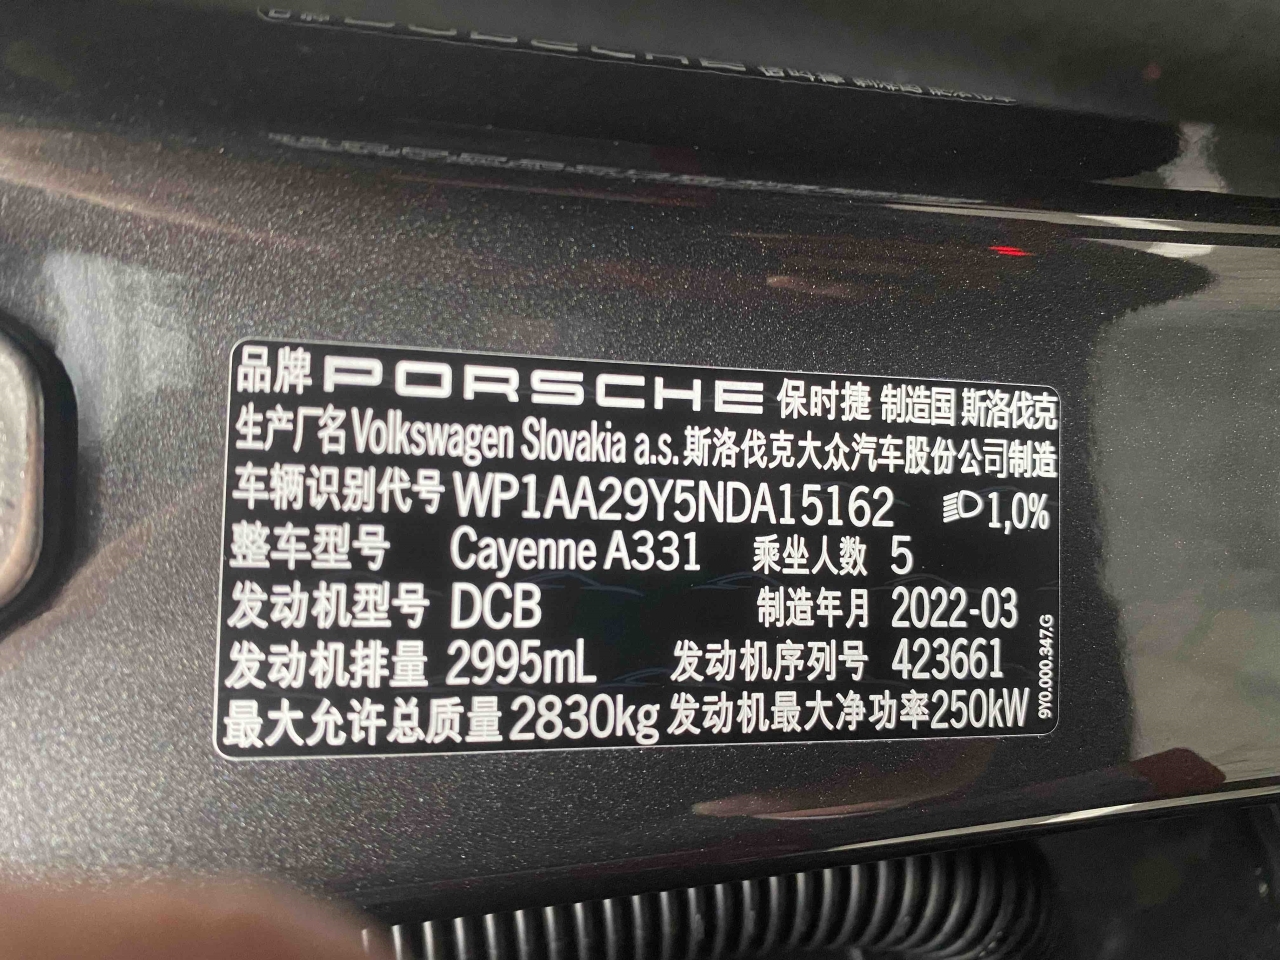 品牌 PORSCHE 保时捷 制造国 斯洛伐克
生产厂名 Volkswagen Slovakia a.s. 斯洛伐克大众汽车股份公司制造
车辆识别代号 WP1AA29Y5NDA15162 1,0%
整车型号 Cayenne A331 乘坐人数 5
发动机型号 DCB 制造年月 2022-03
发动机排量 2995mL 发动机序列号 423661
最大允许总质量 2830kg 发动机最大净功率 250kW
9Y0.000.347.G